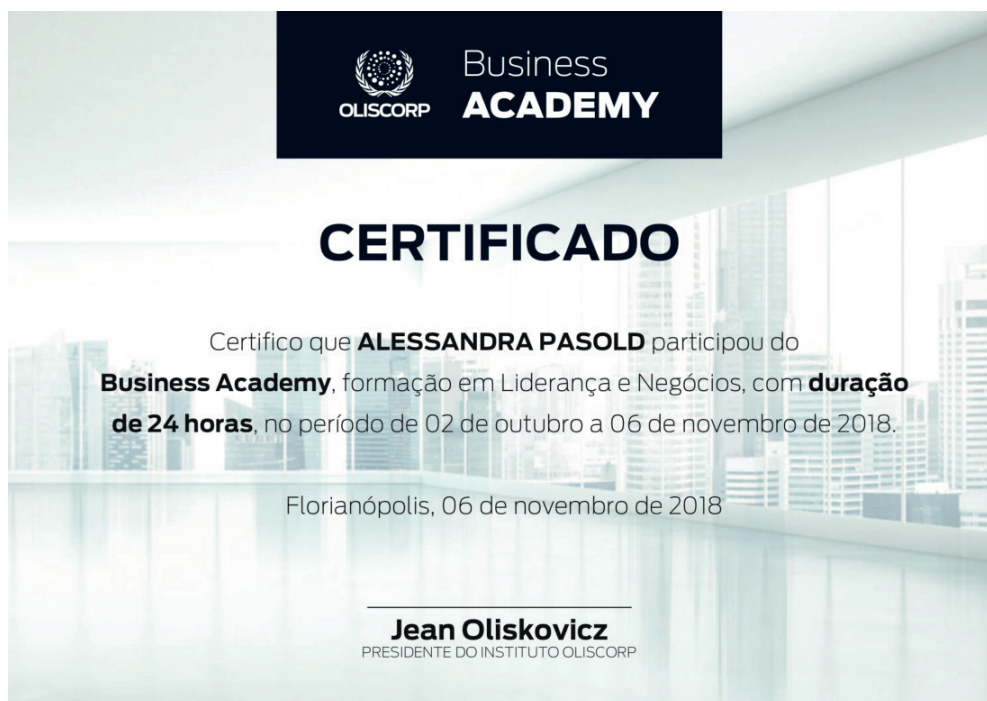 Business
ACADEMY
OLISCORP
CERTIFICADO
Certifico que ALESSANDRA PASOLD participou do
Business Academy, formação em Liderança e Negócios, com duração
de 24 horas, no período de 02 de outubro a 06 de novembro de 2018.
Florianópolis, 06 de novembro de 2018
Jean Oliskovicz
PRESIDENTE DO INSTITUTO OLISCORP